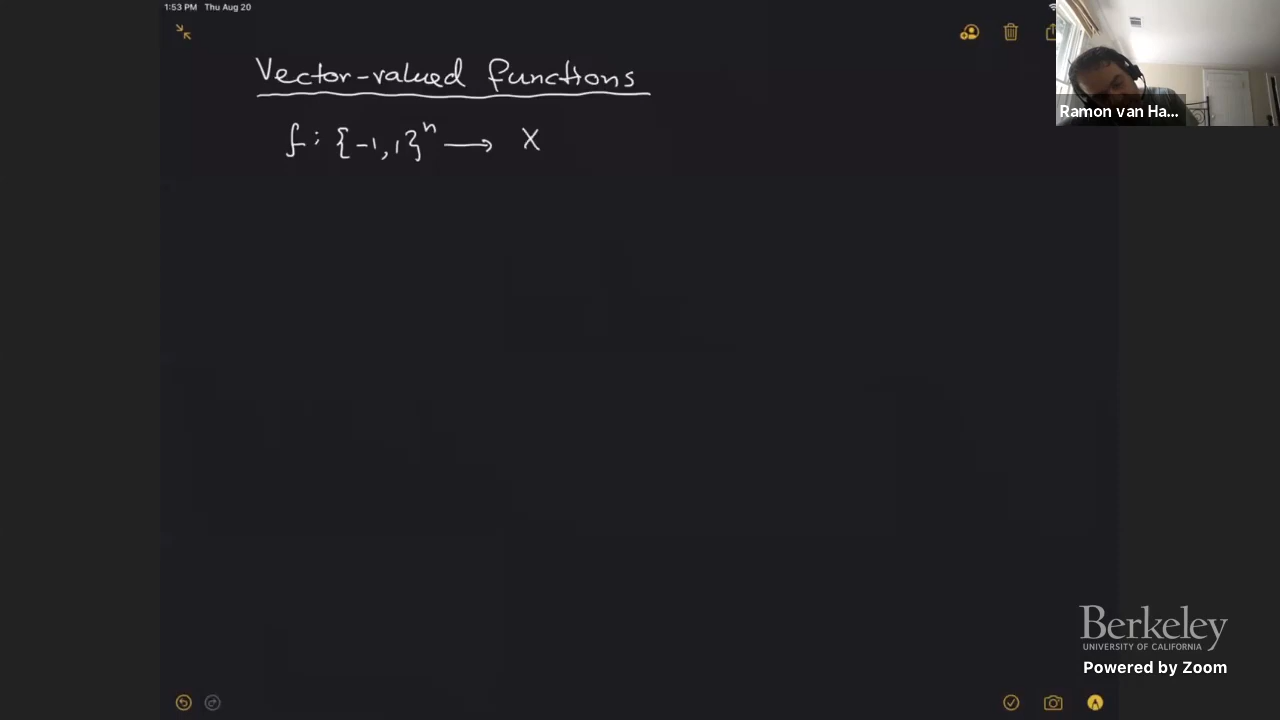 1:53 PM Thu Aug 20
Vector-valued functions
f: {-1,1}ⁿ ⟶ X
Ramon van Ha...
Berkeley
UNIVERSITY OF CALIFORNIA
Powered by Zoom